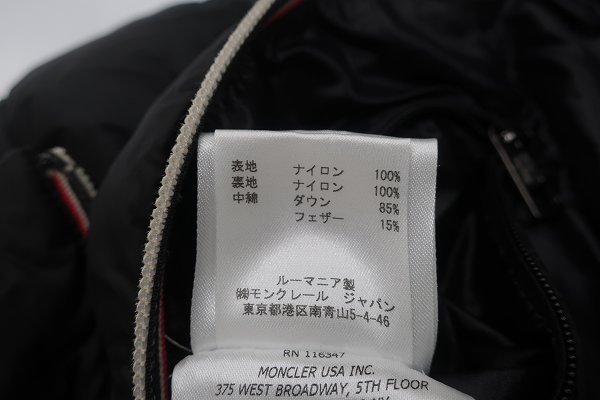 表地 ナイロン 100%
裏地 ナイロン 100%
中綿 ダウン 85%
フェザー 15%
ルーマニア製
㈱モンクレール ジャパン
東京都港区南青山5-4-46
RN 116347
MONCLER USA INC.
375 WEST BROADWAY, 5TH FLOOR